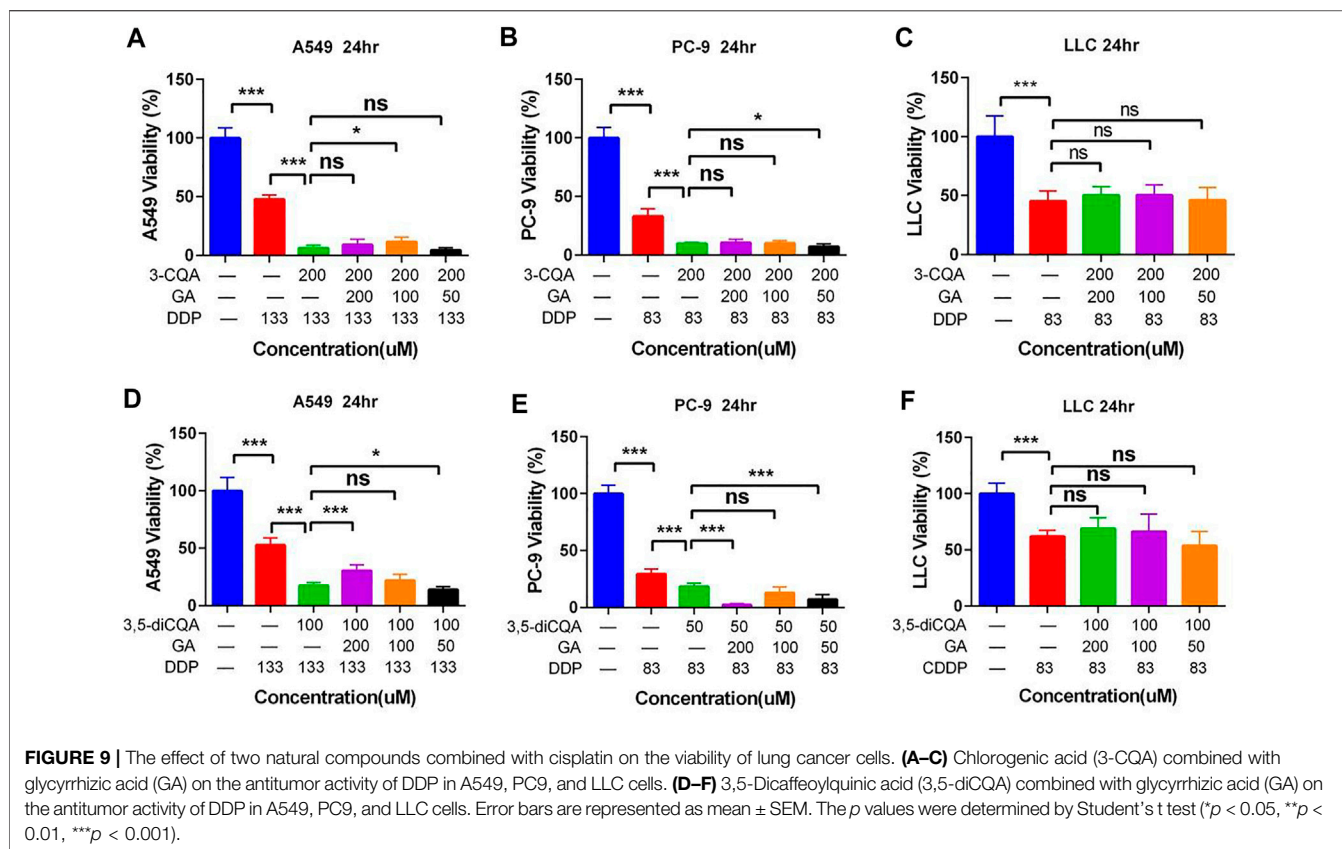 A
A549 24hr
A549 Viability (%)
150
100
50
0
***
***
ns
*
ns
3-CQA — — 200 200 200 200
GA — — — 200 100 50
DDP — 133 133 133 133 133
Concentration(uM)
B
PC-9 24hr
PC-9 Viability (%)
150
100
50
0
***
***
ns
ns
*
3-CQA — — 200 200 200 200
GA — — — 200 100 50
DDP — 83 83 83 83 83
Concentration(uM)
C
LLC 24hr
LLC Viability (%)
150
100
50
0
***
ns
ns
ns
3-CQA — — 200 200 200
GA — — 200 100 50
DDP — 83 83 83 83
Concentration(uM)
D
A549 24hr
A549 Viability (%)
150
100
50
0
***
***
***
ns
*
3,5-diCQA — — 100 100 100 100
GA — — — 200 100 50
DDP — 133 133 133 133 133
Concentration(uM)
E
PC-9 24hr
PC-9 Viability (%)
150
100
50
0
***
***
***
ns
***
3,5-diCQA — — 50 50 50 50
GA — — — 200 100 50
DDP — 83 83 83 83 83
Concentration(uM)
F
LLC 24hr
LLC Viability (%)
150
100
50
0
***
ns
ns
ns
3,5-diCQA — — 100 100 100
GA — — 200 100 50
CDDP — 83 83 83 83
Concentration(uM)
FIGURE 9 | The effect of two natural compounds combined with cisplatin on the viability of lung cancer cells. (A–C) Chlorogenic acid (3-CQA) combined with
glycyrrhizic acid (GA) on the antitumor activity of DDP in A549, PC9, and LLC cells. (D–F) 3,5-Dicaffeoylquinic acid (3,5-diCQA) combined with glycyrrhizic acid (GA) on
the antitumor activity of DDP in A549, PC9, and LLC cells. Error bars are represented as mean ± SEM. The p values were determined by Student's t test (*p < 0.05, **p <
0.01, ***p < 0.001).